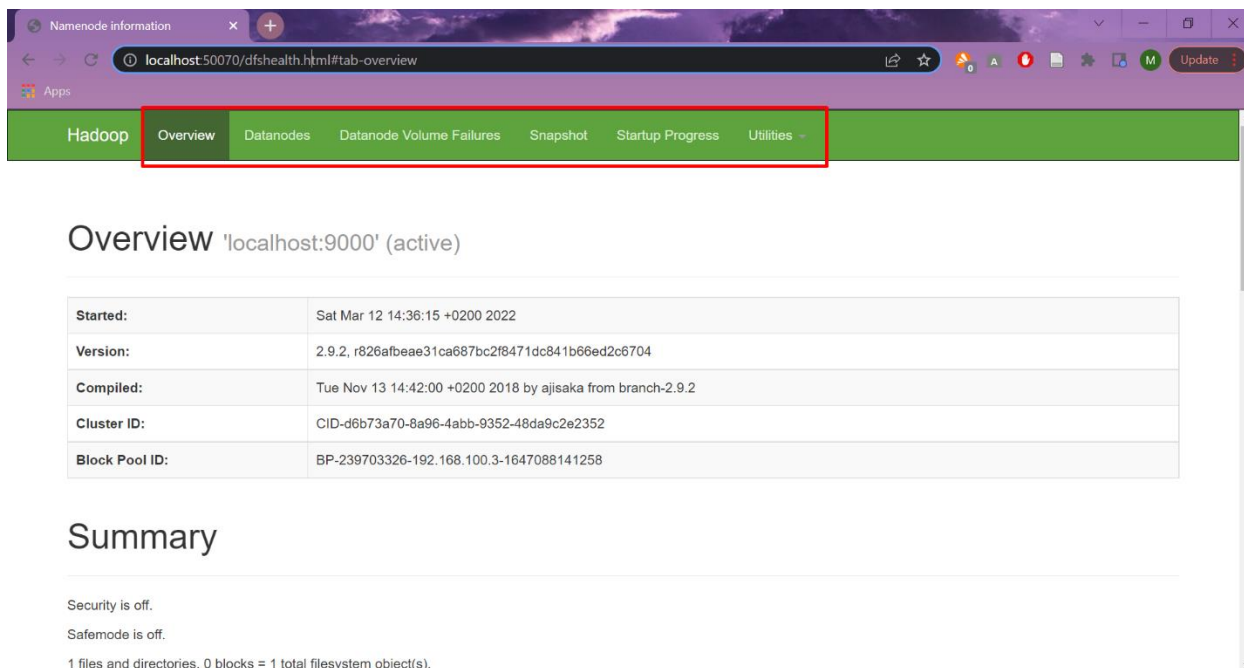 Namenode information
localhost:50070/dfshealth.html#tab-overview
0
A
M
Update
Apps
Hadoop Overview Datanodes Datanode Volume Failures Snapshot Startup Progress Utilities
Overview 'localhost:9000' (active)
Started: Sat Mar 12 14:36:15 +0200 2022
Version: 2.9.2, r826afbeae31ca687bc2f8471dc841b66ed2c6704
Compiled: Tue Nov 13 14:42:00 +0200 2018 by ajisaka from branch-2.9.2
Cluster ID: CID-d6b73a70-8a96-4abb-9352-48da9c2e2352
Block Pool ID: BP-239703326-192.168.100.3-1647088141258
Summary
Security is off.
Safemode is off.
1 files and directories, 0 blocks = 1 total filesystem object(s).